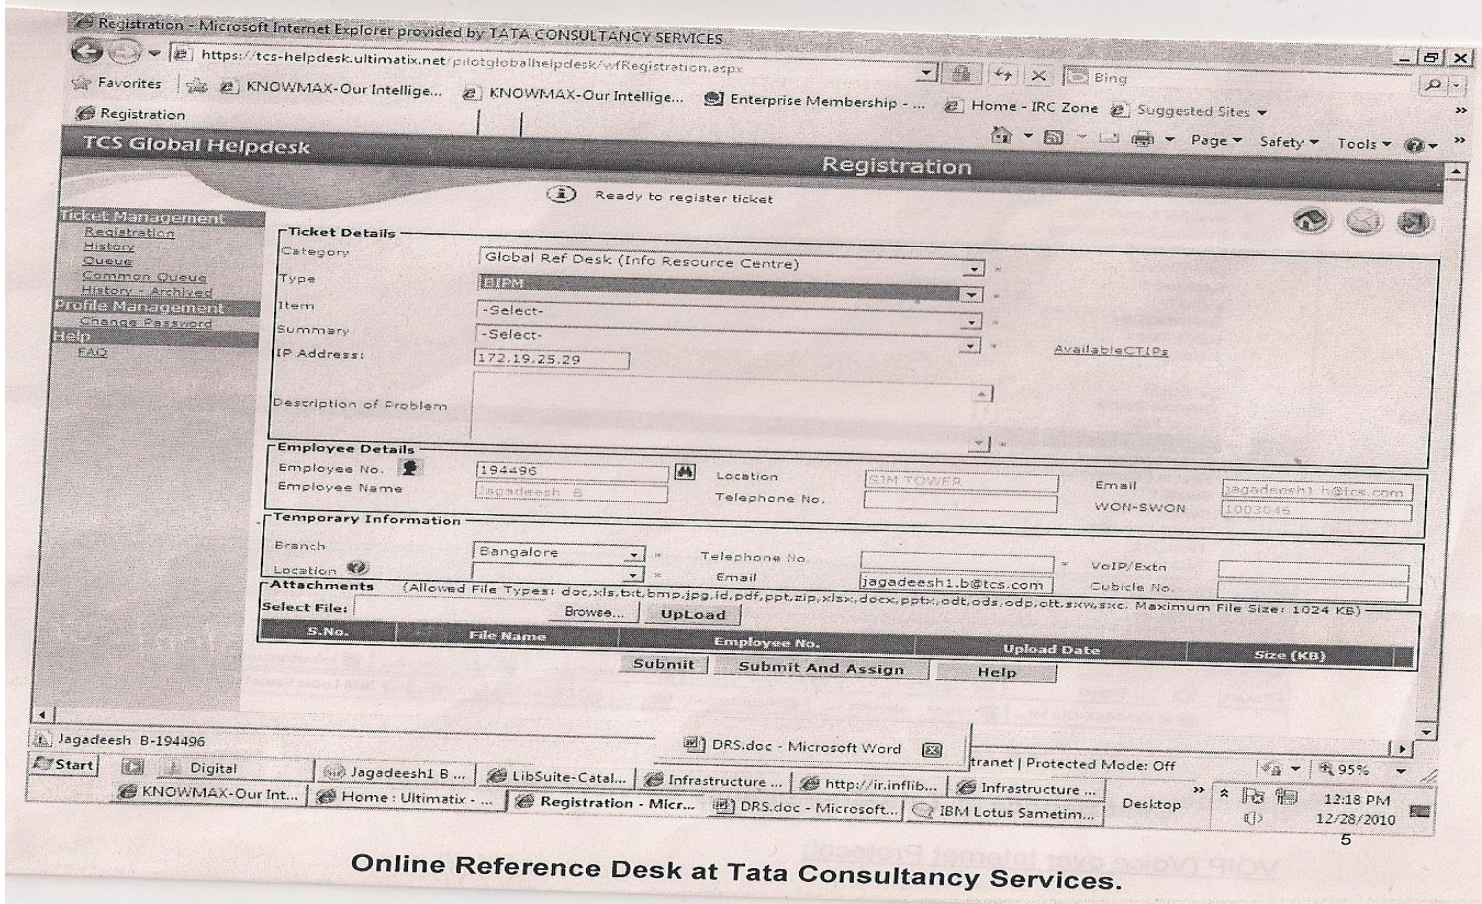 Registration - Microsoft Internet Explorer provided by TATA CONSULTANCY SERVICES
https://tcs-helpdesk.ultimatix.net/pilotglobalhelpdesk/wfRegistration.aspx
Bing
Favorites
KNOWMAX-Our Intellige...
KNOWMAX-Our Intellige...
Enterprise Membership - ...
Home - IRC Zone
Suggested Sites
Registration
Page
Safety
Tools
TCS Global Helpdesk
Registration
Ready to register ticket
Ticket Management
Registration
History
Queue
Common Queue
History - Archived
Profile Management
Change Password
Help
FAQ
Ticket Details
Category
Global Ref Desk (Info Resource Centre)
Type
BIPM
Item
-Select-
Summary
-Select-
IP Address:
172.19.25.29
AvailableCTIPs
Description of Problem
Employee Details
Employee No.
194496
Location
SJM TOWER
Email
jagadeesh1.b@tcs.com
Employee Name
Jagadeesh B
Telephone No.
WON-SWON
1003046
Temporary Information
Branch
Bangalore
Telephone No.
VoIP/Extn
Location
Email
jagadeesh1.b@tcs.com
Cubicle No.
Attachments (Allowed File Types: doc,xls,txt,bmp,jpg,id,pdf,ppt,zip,xlsx,docx,pptx,odt,ods,odp,ott,sxw,sxc. Maximum File Size: 1024 KB)
Select File:
Browse...
UpLoad
S.No.
File Name
Employee No.
Upload Date
Size (KB)
Submit
Submit And Assign
Help
Jagadeesh B-194496
DRS.doc - Microsoft Word
tranet | Protected Mode: Off
95%
Start
Digital
Jagadeesh1 B ...
LibSuite-Catal...
Infrastructure ...
http://ir.inflib...
Infrastructure ...
KNOWMAX-Our Int...
Home : Ultimatix - ...
Registration - Micr...
DRS.doc - Microsoft...
IBM Lotus Sametim...
Desktop
12:18 PM
12/28/2010
5
Online Reference Desk at Tata Consultancy Services.